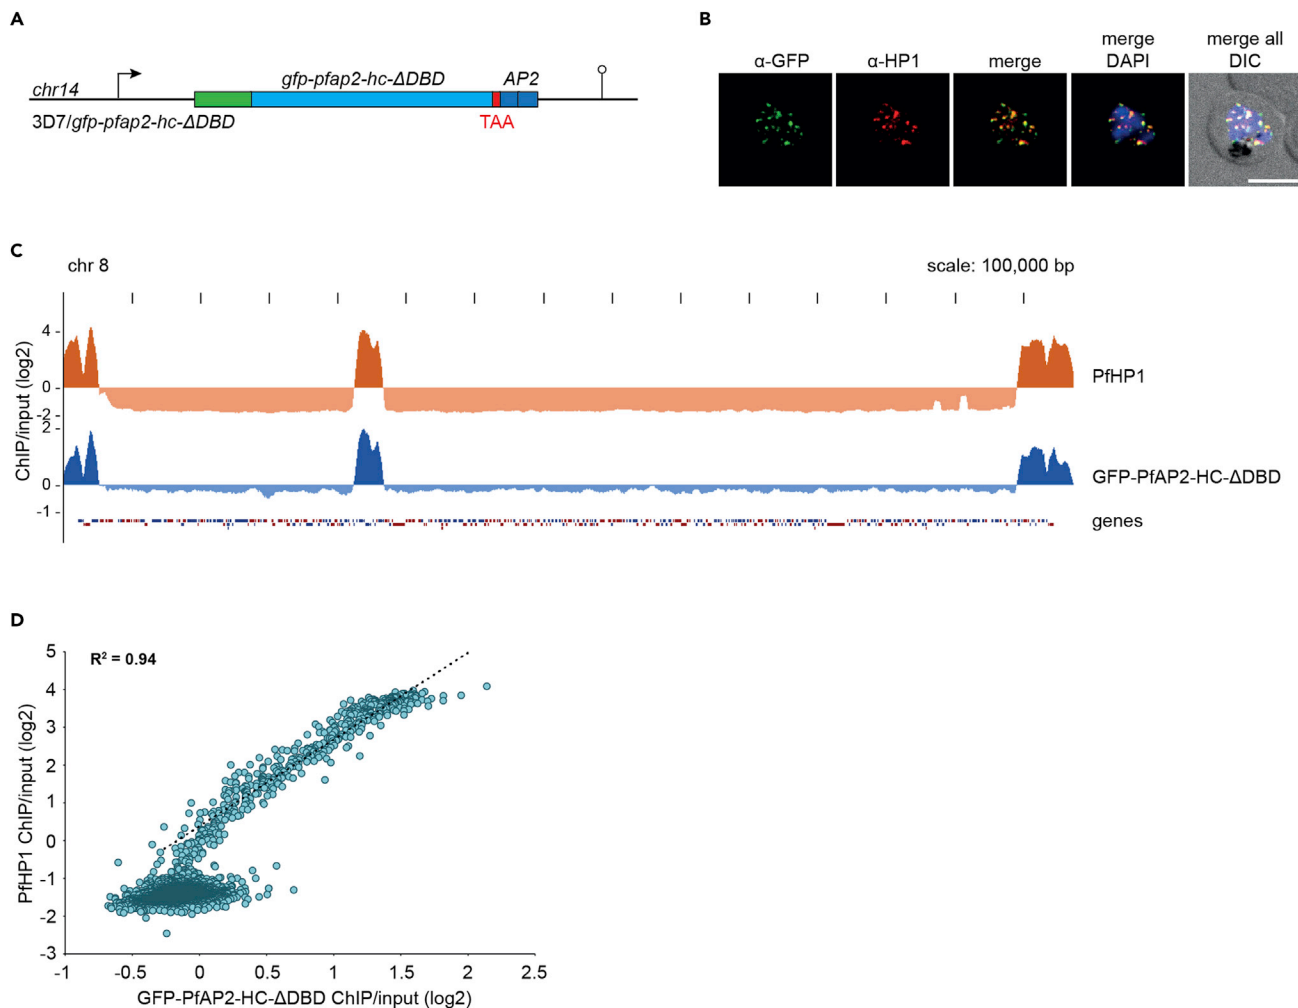 A
chr14
gfp-pfap2-hc-ΔDBD
AP2
3D7/gfp-pfap2-hc-ΔDBD
TAA
B
α-GFP
α-HP1
merge
merge
DAPI
merge all
DIC
C
chr 8
scale: 100,000 bp
ChIP/input (log2)
4
0
-2
PfHP1
2
0
-1
GFP-PfAP2-HC-ΔDBD
genes
D
R² = 0.94
PfHP1 ChIP/input (log2)
5
4
3
2
1
0
-1
-2
-3
-1 -0.5 0 0.5 1 1.5 2 2.5
GFP-PfAP2-HC-ΔDBD ChIP/input (log2)